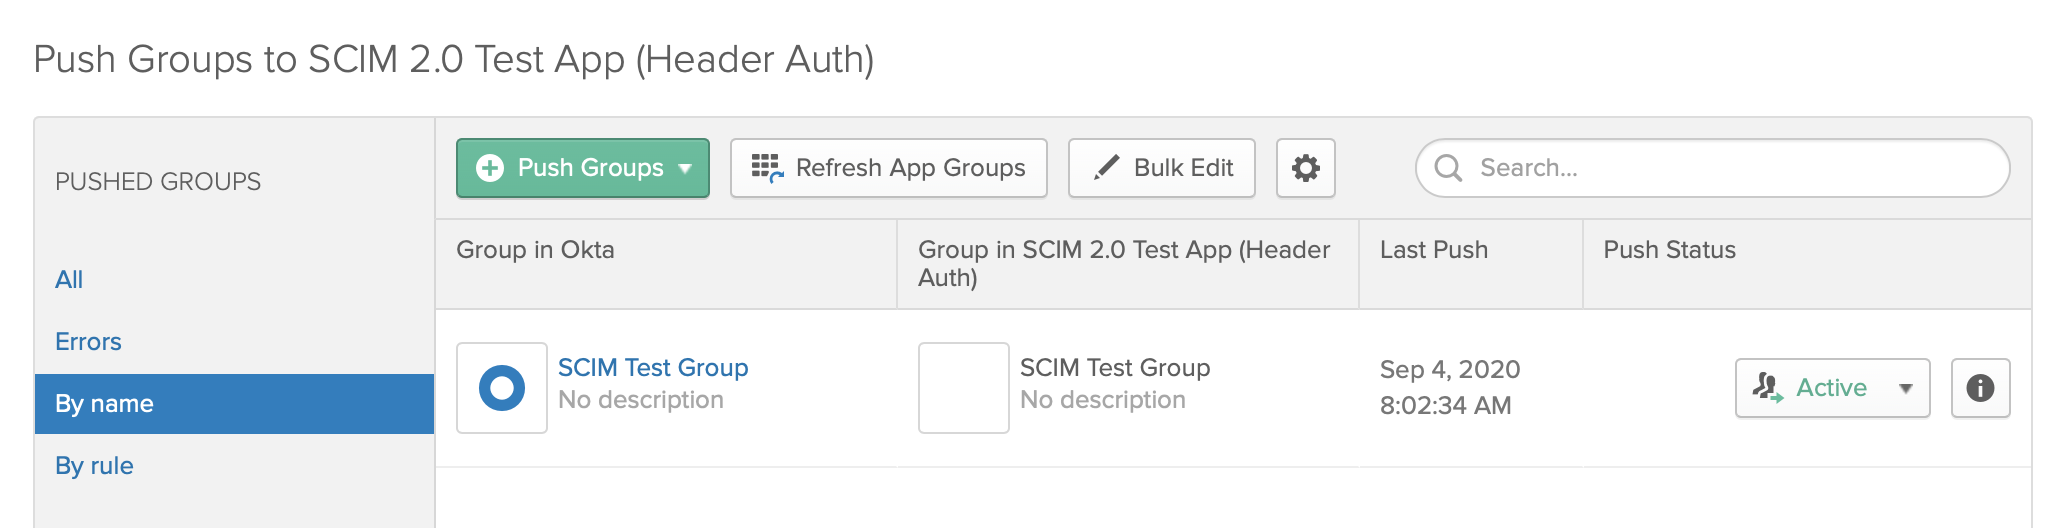 Push Groups to SCIM 2.0 Test App (Header Auth)
PUSHED GROUPS
All
Errors
By name
By rule
Push Groups
Refresh App Groups
Bulk Edit
Search...
Group in Okta
Group in SCIM 2.0 Test App (Header
Auth)
Last Push
Push Status
SCIM Test Group
No description
SCIM Test Group
No description
Sep 4, 2020
8:02:34 AM
Active